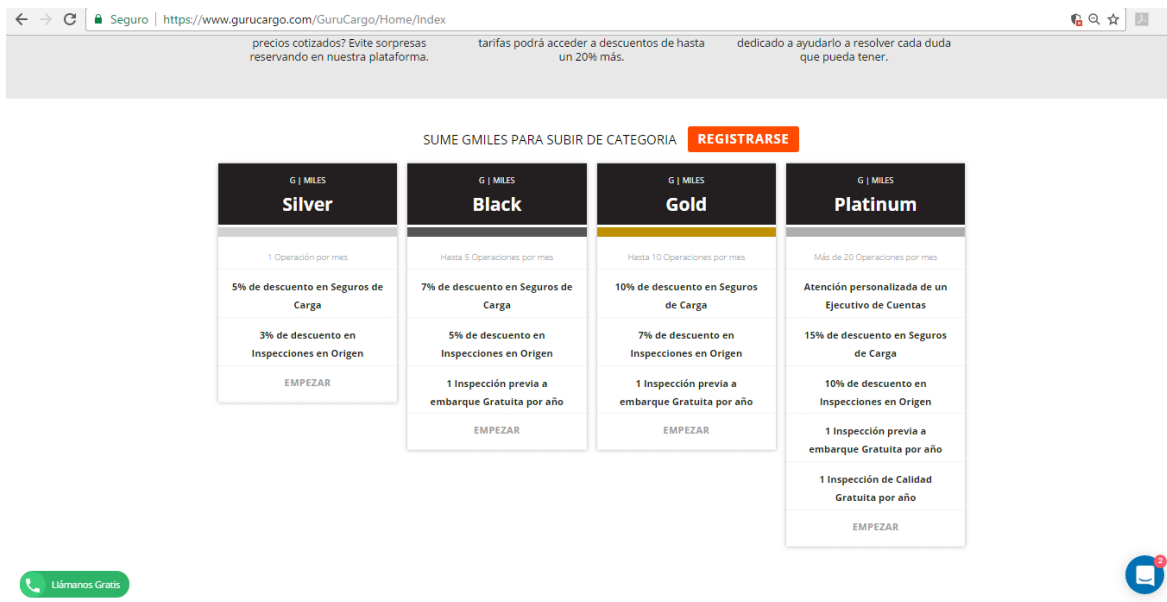 Seguro | https://www.gurucargo.com/GuruCargo/Home/Index
precios cotizados? Evite sorpresas
reservando en nuestra plataforma.
tarifas podrá acceder a descuentos de hasta
un 20% más.
dedicado a ayudarlo a resolver cada duda
que pueda tener.
SUME GMILES PARA SUBIR DE CATEGORIA
REGISTRARSE
G | MILES
Silver
1 Operación por mes
5% de descuento en Seguros de
Carga
3% de descuento en
Inspecciones en Origen
EMPEZAR
G | MILES
Black
Hasta 5 Operaciones por mes
7% de descuento en Seguros de
Carga
5% de descuento en
Inspecciones en Origen
1 Inspección previa a
embarque Gratuita por año
EMPEZAR
G | MILES
Gold
Hasta 10 Operaciones por mes
10% de descuento en Seguros
de Carga
7% de descuento en
Inspecciones en Origen
1 Inspección previa a
embarque Gratuita por año
EMPEZAR
G | MILES
Platinum
Más de 20 Operaciones por mes
Atención personalizada de un
Ejecutivo de Cuentas
15% de descuento en Seguros
de Carga
10% de descuento en
Inspecciones en Origen
1 Inspección previa a
embarque Gratuita por año
1 Inspección de Calidad
Gratuita por año
EMPEZAR
Llámanos Gratis
2